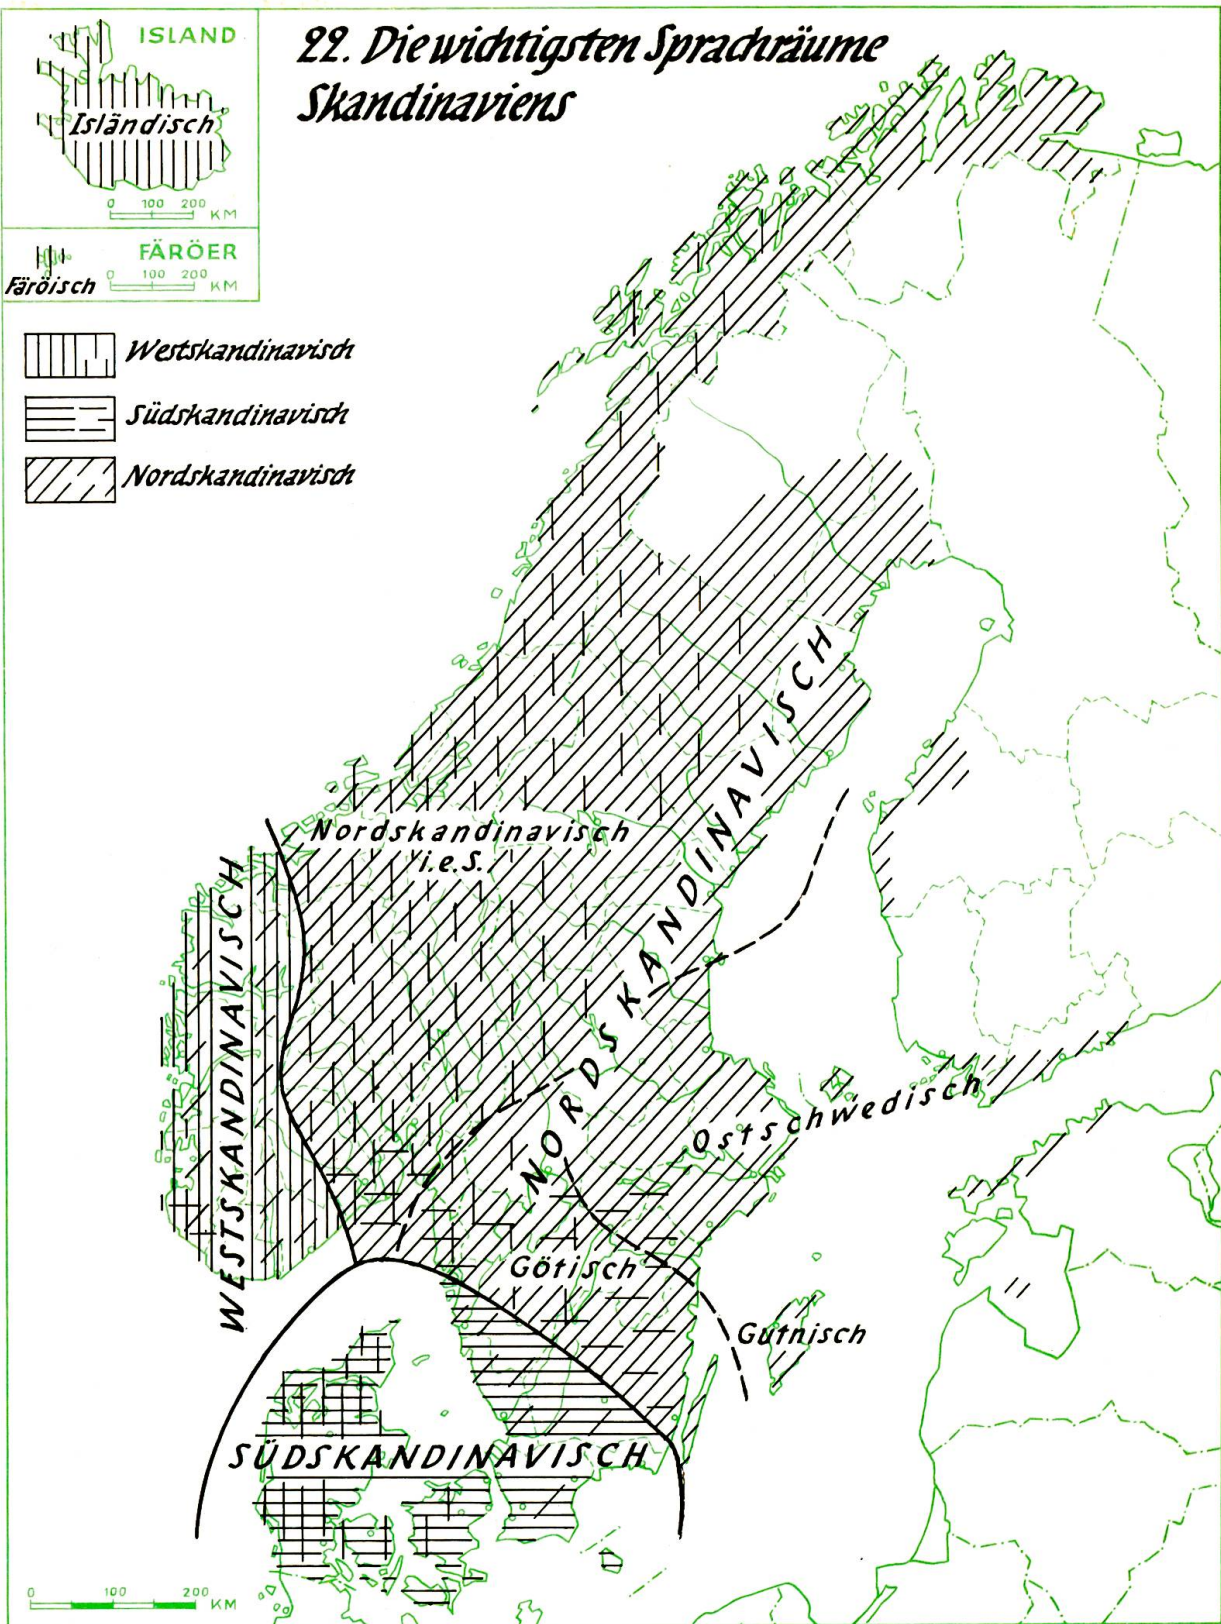 22. Die wichtigsten Sprachräume
Skandinaviens
ISLAND
Isländisch
0 100 200
KM
FÄRÖER
Färöisch
0 100 200
KM
Westskandinavisch
Südskandinavisch
Nordskandinavisch
NORDSKANDINAVISCH
Nordskandinavisch
i.e.S.
WESTSKANDINAVISCH
Ostschwedisch
Götisch
Gutnisch
SÜDSKANDINAVISCH
0 100 200
KM